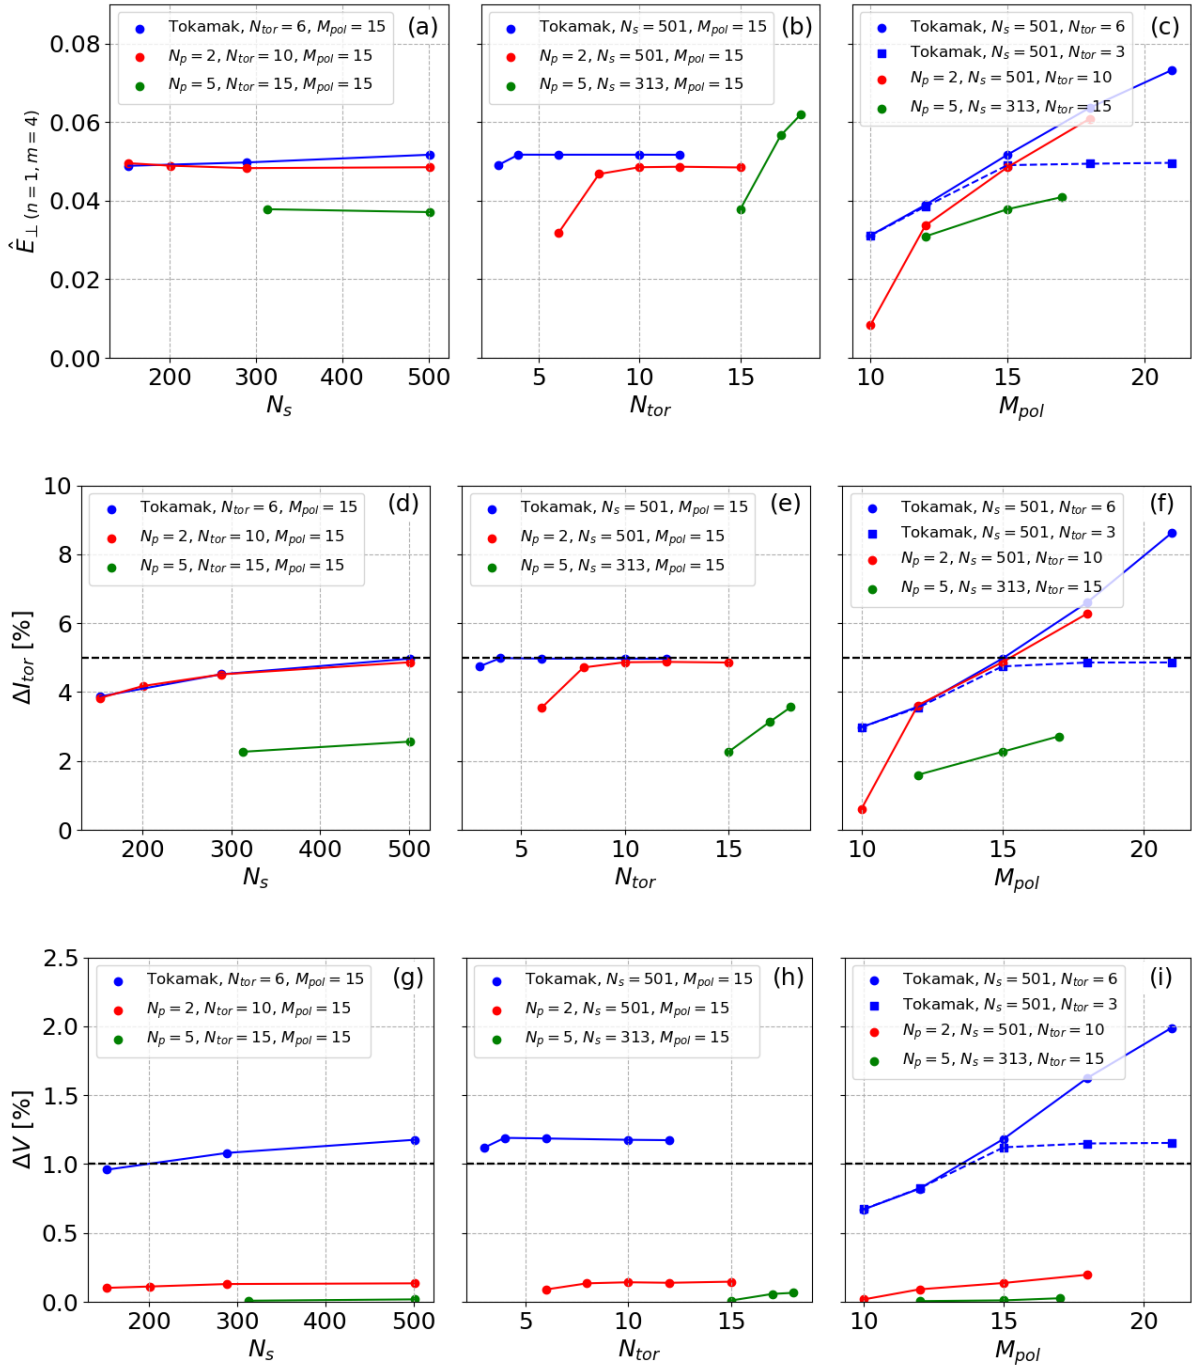 Tokamak, N_tor = 6, M_pol = 15
N_p = 2, N_tor = 10, M_pol = 15
N_p = 5, N_tor = 15, M_pol = 15
(a)
0.08
0.06
0.04
0.02
0.00
Ê_⊥ (n = 1, m = 4)
200 300 400 500
N_s
Tokamak, N_s = 501, M_pol = 15
N_p = 2, N_s = 501, M_pol = 15
N_p = 5, N_s = 313, M_pol = 15
(b)
5 10 15
N_tor
Tokamak, N_s = 501, N_tor = 6
Tokamak, N_s = 501, N_tor = 3
N_p = 2, N_s = 501, N_tor = 10
N_p = 5, N_s = 313, N_tor = 15
(c)
10 15 20
M_pol
Tokamak, N_tor = 6, M_pol = 15
N_p = 2, N_tor = 10, M_pol = 15
N_p = 5, N_tor = 15, M_pol = 15
(d)
10
8
6
4
2
0
ΔI_tor [%]
200 300 400 500
N_s
Tokamak, N_s = 501, M_pol = 15
N_p = 2, N_s = 501, M_pol = 15
N_p = 5, N_s = 313, M_pol = 15
(e)
5 10 15
N_tor
Tokamak, N_s = 501, N_tor = 6
Tokamak, N_s = 501, N_tor = 3
N_p = 2, N_s = 501, N_tor = 10
N_p = 5, N_s = 313, N_tor = 15
(f)
10 15 20
M_pol
Tokamak, N_tor = 6, M_pol = 15
N_p = 2, N_tor = 10, M_pol = 15
N_p = 5, N_tor = 15, M_pol = 15
(g)
2.5
2.0
1.5
1.0
0.5
0.0
ΔV [%]
200 300 400 500
N_s
Tokamak, N_s = 501, M_pol = 15
N_p = 2, N_s = 501, M_pol = 15
N_p = 5, N_s = 313, M_pol = 15
(h)
5 10 15
N_tor
Tokamak, N_s = 501, N_tor = 6
Tokamak, N_s = 501, N_tor = 3
N_p = 2, N_s = 501, N_tor = 10
N_p = 5, N_s = 313, N_tor = 15
(i)
10 15 20
M_pol